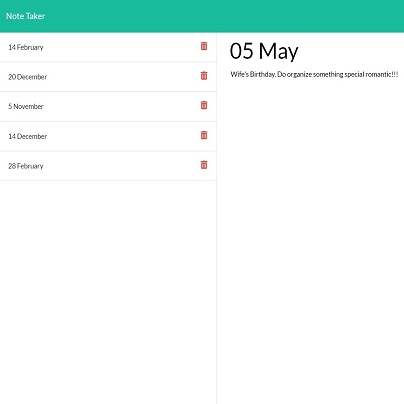 Note Taker
14 February
20 December
5 November
14 December
28 February
05 May
Wife's Birthday. Do organize something special romantic!!!